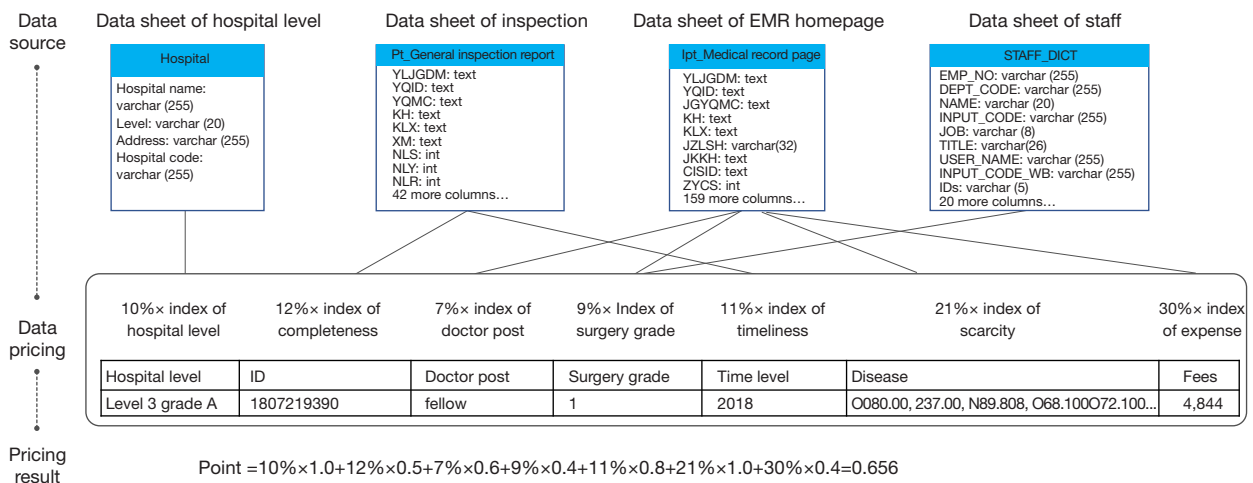 Data
source
Data sheet of hospital level
Data sheet of inspection
Data sheet of EMR homepage
Data sheet of staff
Hospital
Hospital name:
varchar (255)
Level: varchar (20)
Address: varchar (255)
Hospital code:
varchar (255)
Pt_General inspection report
YLJGDM: text
YQID: text
YQMC: text
KH: text
KLX: text
XM: text
NLS: int
NLY: int
NLR: int
42 more columns…
Ipt_Medical record page
YLJGDM: text
YQID: text
JGYQMC: text
KH: text
KLX: text
JZLSH: varchar(32)
JKKH: text
CISID: text
ZYCS: int
159 more columns…
STAFF_DICT
EMP_NO: varchar (255)
DEPT_CODE: varchar (255)
NAME: varchar (20)
INPUT_CODE: varchar (255)
JOB: varchar (8)
TITLE: varchar(26)
USER_NAME: varchar (255)
INPUT_CODE_WB: varchar (255)
IDs: varchar (5)
20 more columns…
Data
pricing
10%× index of
hospital level
12%× index of
completeness
7%× index of
doctor post
9%× Index of
surgery grade
11%× index of
timeliness
21%× index of
scarcity
30%× index
of expense
Hospital level ID Doctor post Surgery grade Time level Disease Fees
Level 3 grade A 1807219390 fellow 1 2018 O080.00, 237.00, N89.808, O68.100O72.100... 4,844
Pricing
result
Point =10%×1.0+12%×0.5+7%×0.6+9%×0.4+11%×0.8+21%×1.0+30%×0.4=0.656